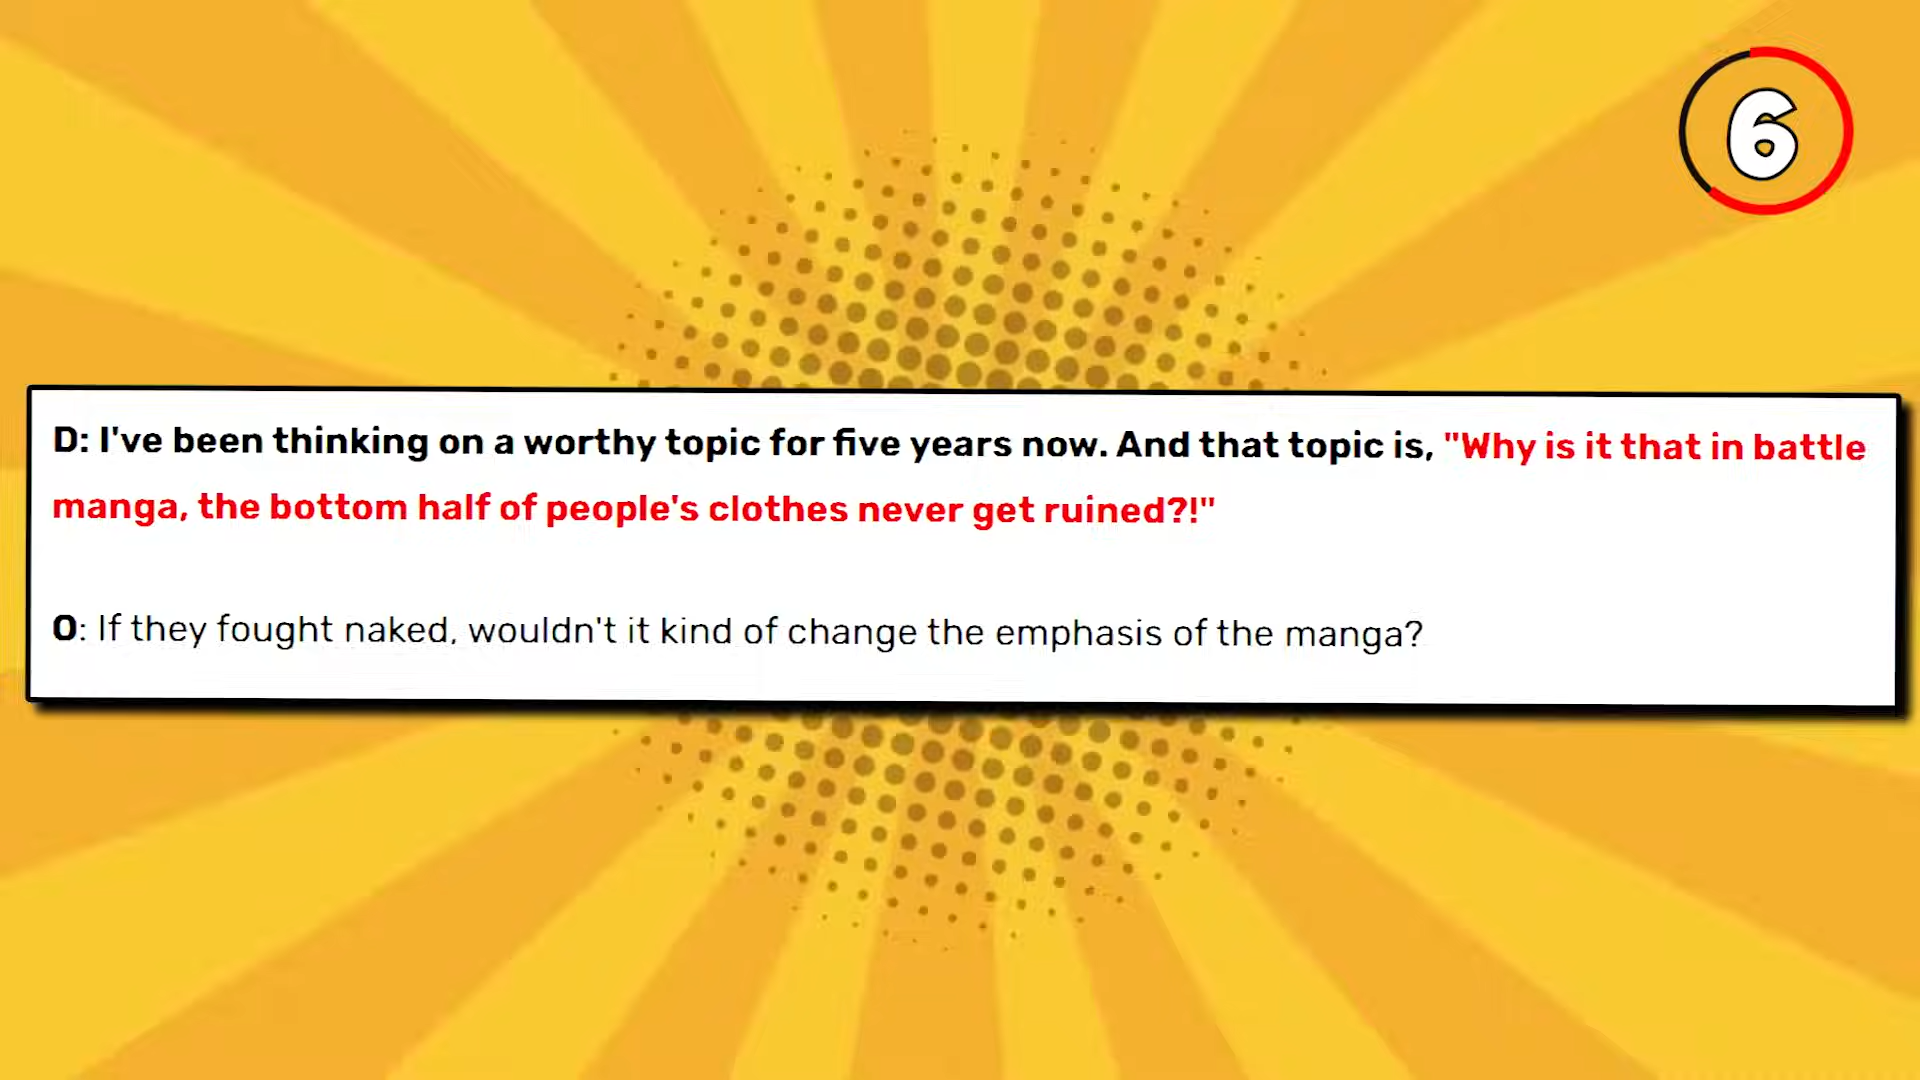 6
D: I've been thinking on a worthy topic for five years now. And that topic is, "Why is it that in battle
manga, the bottom half of people's clothes never get ruined?!"
O: If they fought naked, wouldn't it kind of change the emphasis of the manga?